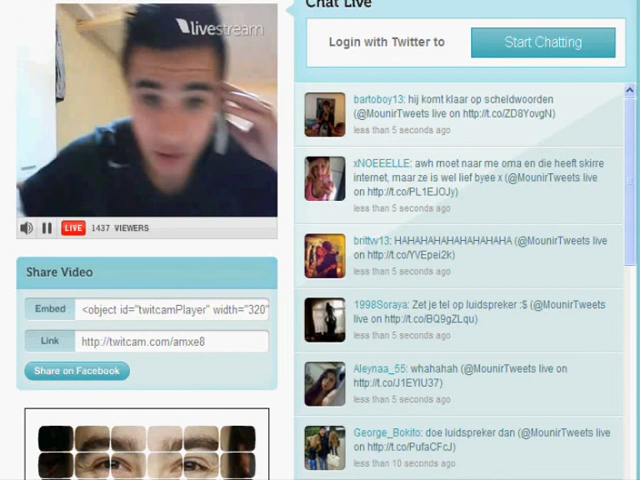 livestream
LIVE 1437 VIEWERS
Share Video
Embed <object id="twitcamPlayer" width="320"
Link http://twitcam.com/amxe8
Share on Facebook
Chat Live
Login with Twitter to Start Chatting
bartoboy13: hij komt klaar op scheldwoorden
(@MounirTweets live on http://t.co/ZD8YovgN)
less than 5 seconds ago
xNOEEELLE: awh moet naar me oma en die heeft skirre
internet, maar ze is wel lief byee x (@MounirTweets live
on http://t.co/PL1EJOJy)
less than 5 seconds ago
brittvv13: HAHAHAHAHAHAHAHA (@MounirTweets live
on http://t.co/YVEpei2k)
less than 5 seconds ago
1998Soraya: Zet je tel op luidspreker :$ (@MounirTweets
live on http://t.co/BQ9gZLqu)
less than 5 seconds ago
Aleynaa_55: whahahah (@MounirTweets live on
http://t.co/J1EYIU37)
less than 5 seconds ago
George_Bokito: doe luidspreker dan (@MounirTweets live
on http://t.co/PufaCFcJ)
less than 10 seconds ago